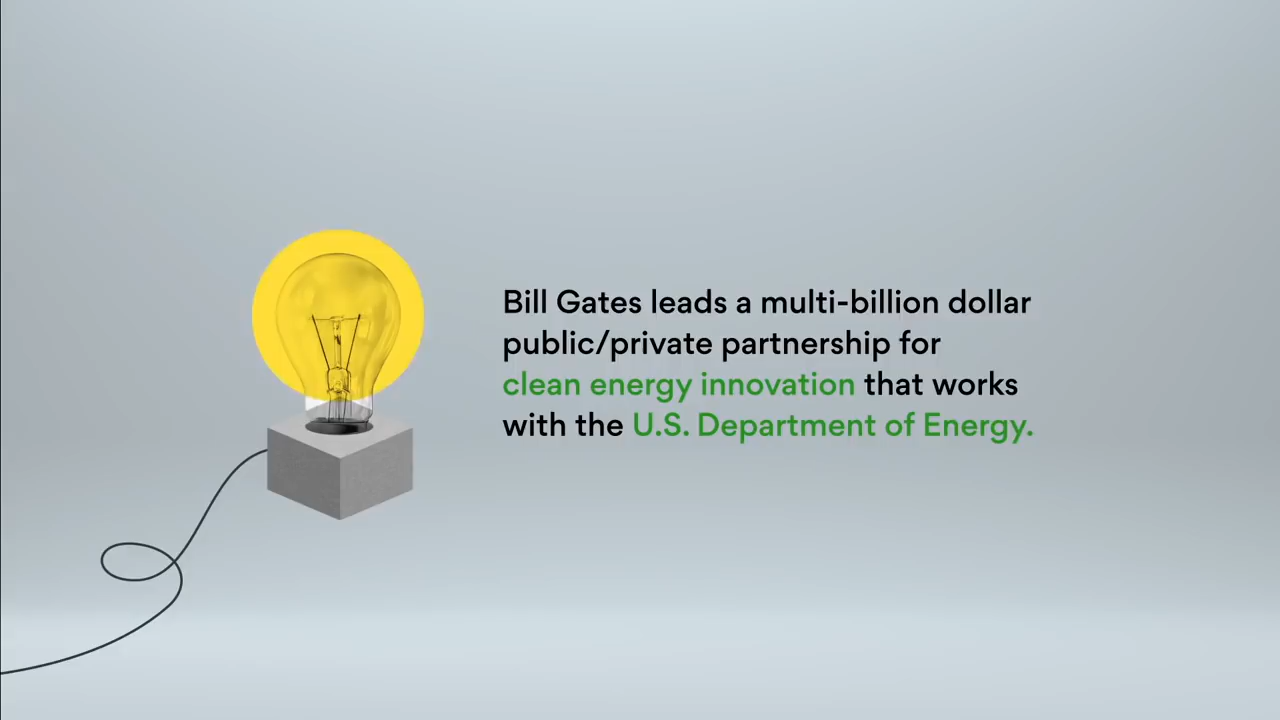 Bill Gates leads a multi-billion dollar
public/private partnership for
clean energy innovation that works
with the U.S. Department of Energy.